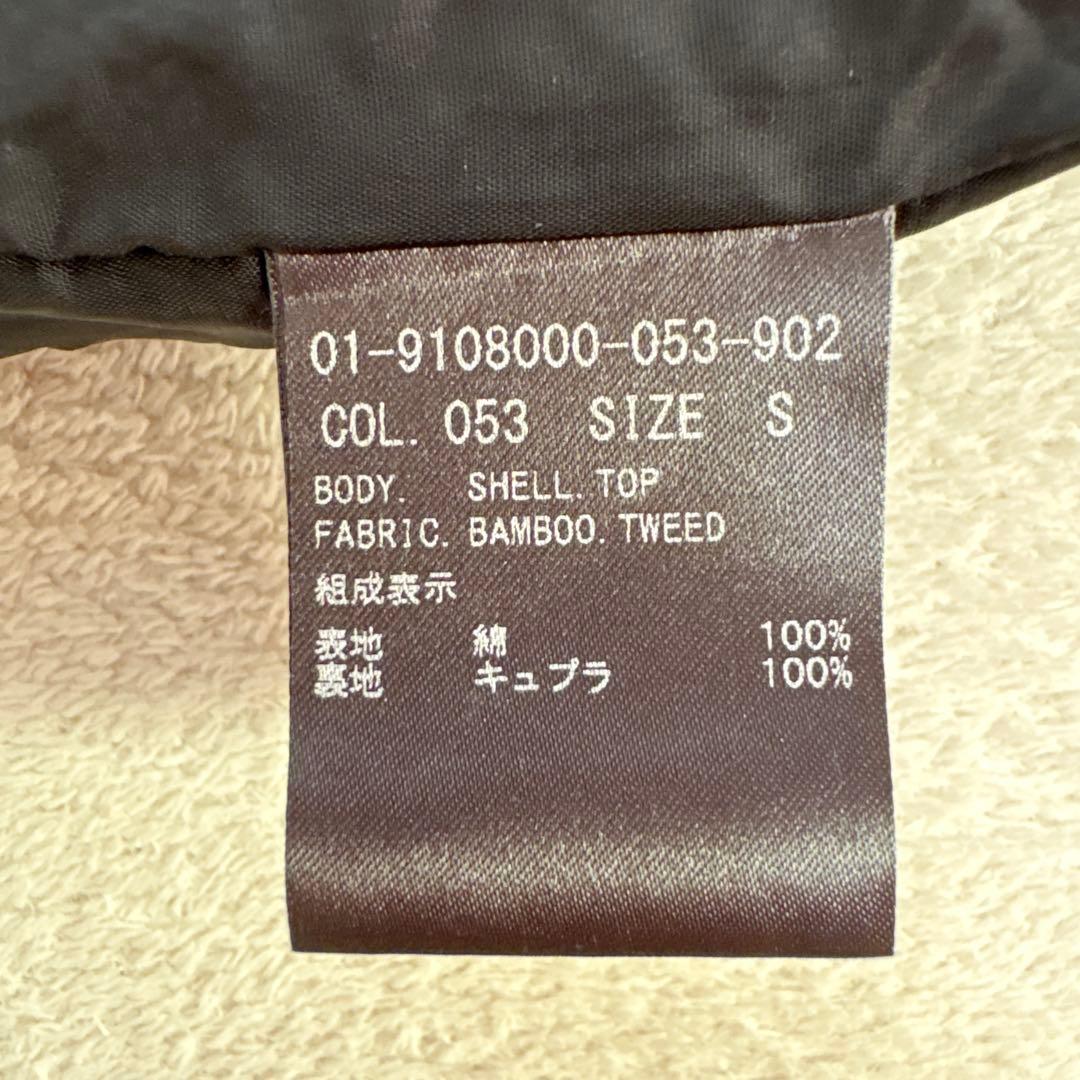 01-9108000-053-902
COL. 053 SIZE S
BODY. SHELL.TOP
FABRIC. BAMBOO.TWEED
組成表示
表地 綿 100%
裏地 キュプラ 100%